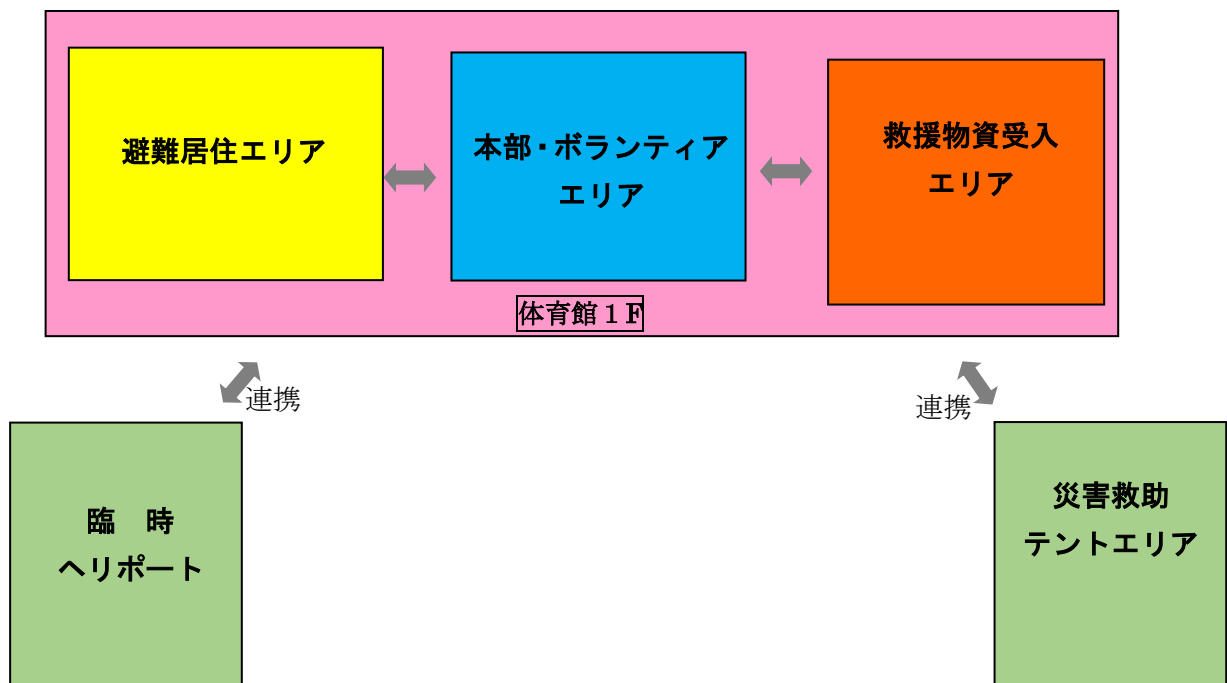 避難居住エリア
本部・ボランティア
エリア
救援物資受入
エリア
体育館１F
連携
連携
臨　時
ヘリポート
災害救助
テントエリア